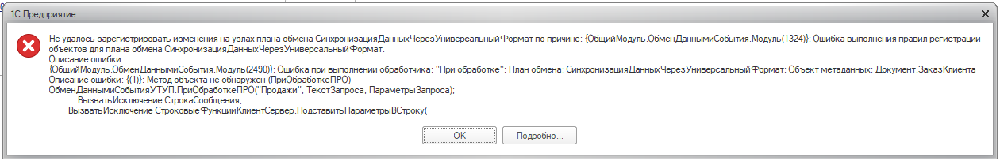 1С:Предприятие
Не удалось зарегистрировать изменения на узлах плана обмена СинхронизацияДанныхЧерезУниверсальныйФормат по причине: {ОбщийМодуль.ОбменДаннымиСобытия.Модуль(1324)}: Ошибка выполнения правил регистрации
объектов для плана обмена СинхронизацияДанныхЧерезУниверсальныйФормат.
Описание ошибки:
{ОбщийМодуль.ОбменДаннымиСобытия.Модуль(2490)}: Ошибка при выполнении обработчика: "При обработке"; План обмена: СинхронизацияДанныхЧерезУниверсальныйФормат; Объект метаданных: Документ.ЗаказКлиента
Описание ошибки: {(1)}: Метод объекта не обнаружен (ПриОбработкеПРО)
ОбменДаннымиСобытияУТУП.ПриОбработкеПРО("Продажи", ТекстЗапроса, ПараметрыЗапроса);
ВызватьИсключение СтрокаСообщения;
ВызватьИсключение СтроковыеФункцииКлиентСервер.ПодставитьПараметрыВСтроку(
OK
Подробно...